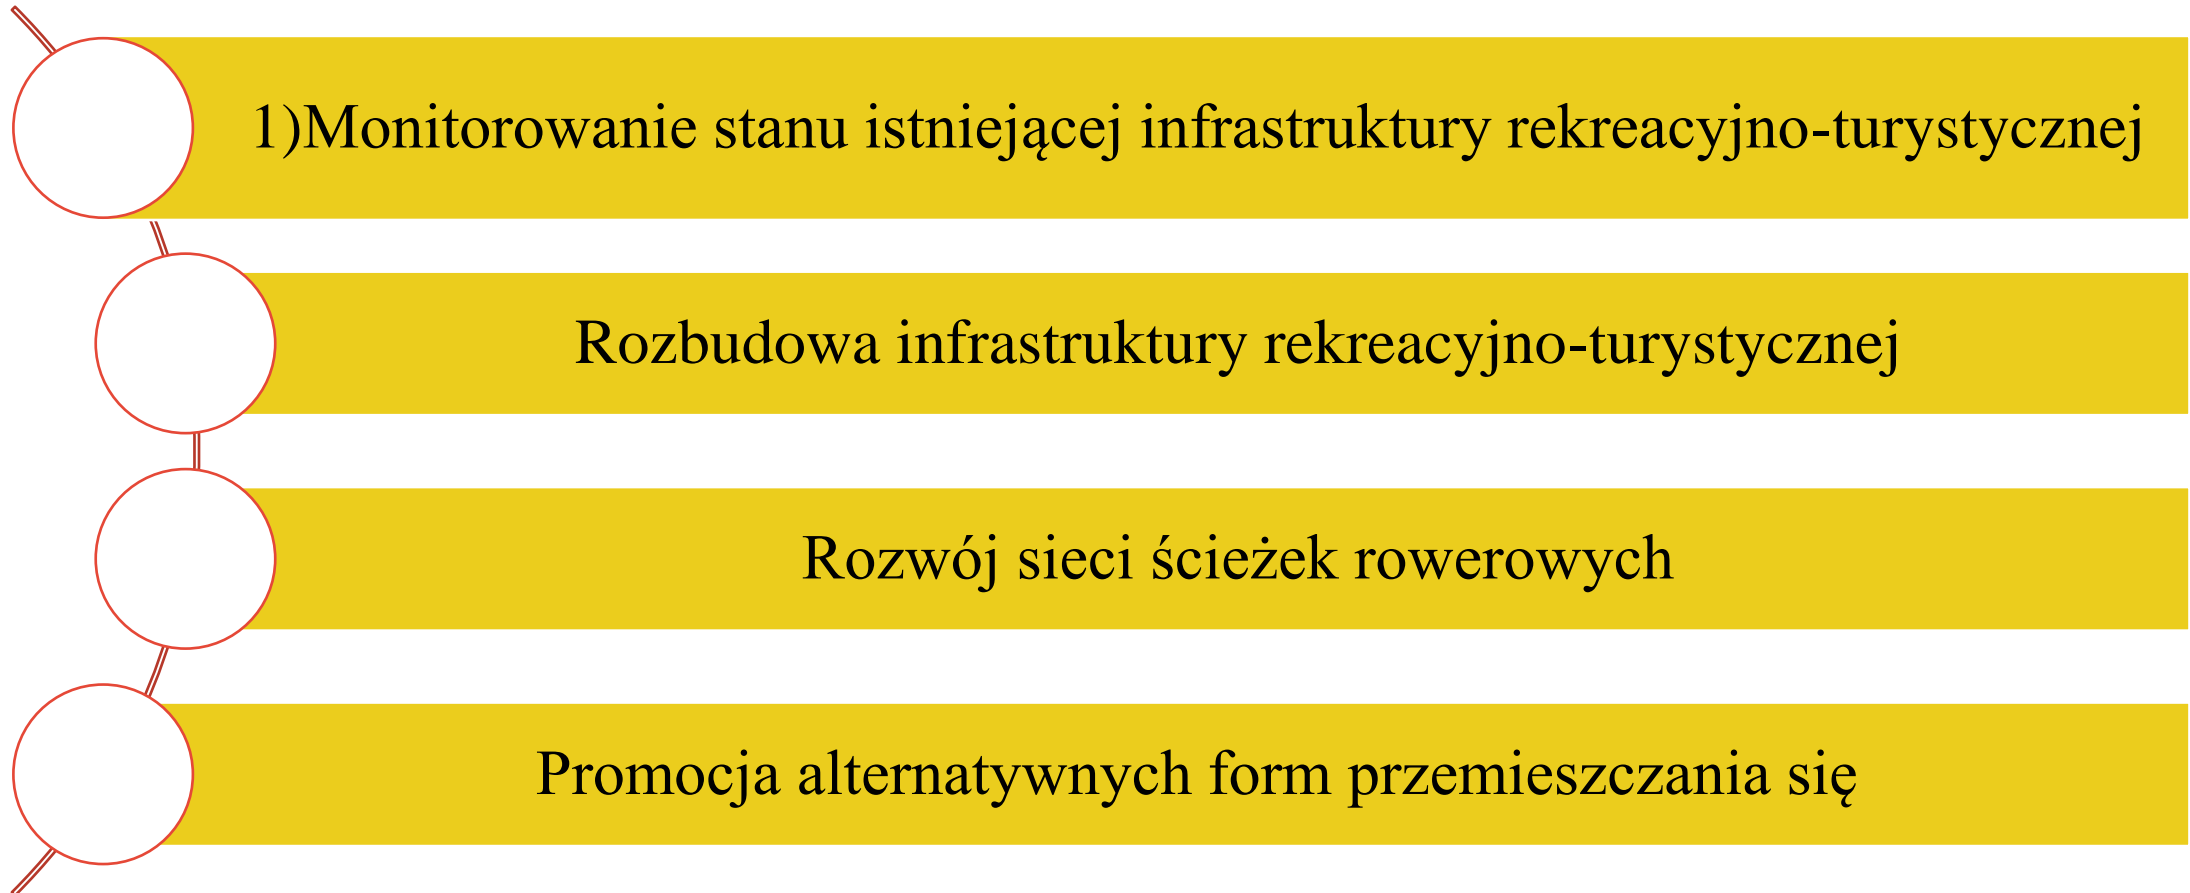 1)Monitorowanie stanu istniejącej infrastruktury rekreacyjno-turystycznej
Rozbudowa infrastruktury rekreacyjno-turystycznej
Rozwój sieci ścieżek rowerowych
Promocja alternatywnych form przemieszczania się